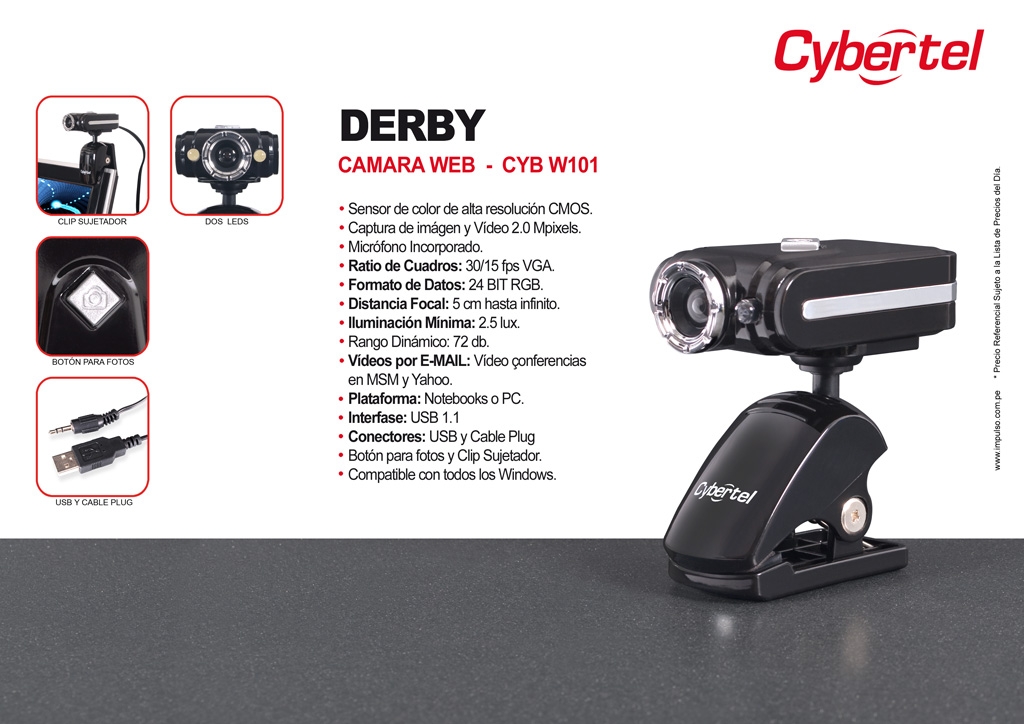 Cybertel
DERBY
CAMARA WEB - CYB W101
• Sensor de color de alta resolución CMOS.
• Captura de imágen y Vídeo 2.0 Mpixels.
• Micrófono Incorporado.
• Ratio de Cuadros: 30/15 fps VGA.
• Formato de Datos: 24 BIT RGB.
• Distancia Focal: 5 cm hasta infinito.
• Iluminación Mínima: 2.5 lux.
• Rango Dinámico: 72 db.
• Vídeos por E-MAIL: Vídeo çonferencias
en MSM y Yahoo.
• Plataforma: Notebooks o PC.
• Interfase: USB 1.1
• Conectores: USB y Cable Plug
• Botón para fotos y Clip Sujetador.
• Compatible con todos los Windows.
CLIP SUJETADOR
DOS LEDS
BOTÓN PARA FOTOS
USB Y CABLE PLUG
Cybertel
www.impulso.com.pe * Precio Referencial Sujeto a la Lista de Precios del Día.